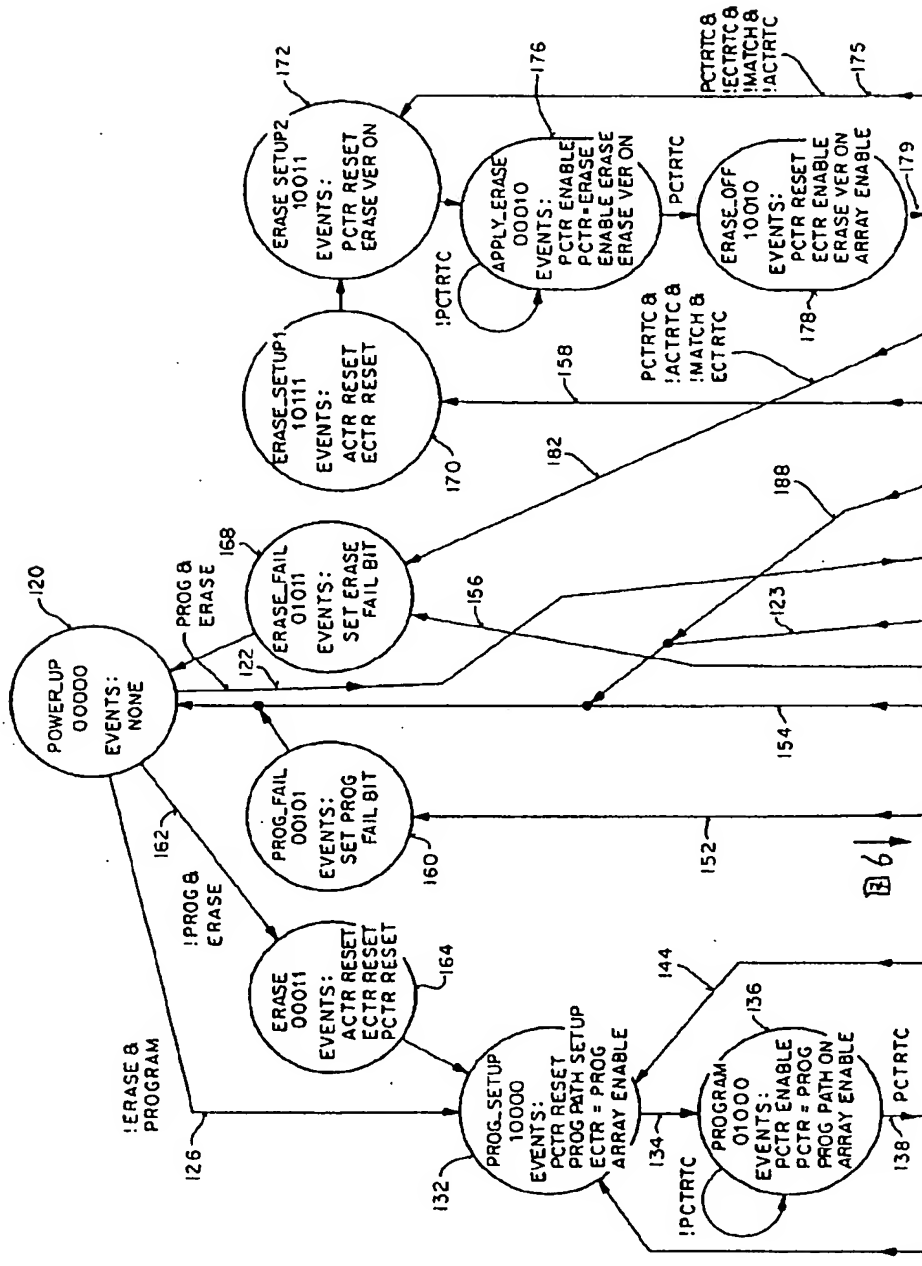 120
POWER_UP
00000
EVENTS:
NONE
!ERASE &
PROGRAM
126
162
!PROG &
ERASE
PROG &
ERASE
122
168
ERASE_FAIL
01011
EVENTS:
SET ERASE
FAIL BIT
ERASE_SETUP1
10111
EVENTS:
ACTR RESET
ECTR RESET
170
172
ERASE SETUP2
10011
EVENTS:
PCTR RESET
ERASE VER ON
ERASE
00011
EVENTS:
ACTR RESET
ECTR RESET
PCTR RESET
164
PROG_FAIL
00101
EVENTS:
SET PROG
FAIL BIT
160
182
158
156
!PCTRTC
176
APPLY_ERASE
00010
EVENTS:
PCTR ENABLE
PCTR=ERASE
ENABLE ERASE
ERASE VER ON
PCTRTC
PCTRTC &
!ECTRTC &
!MATCH &
!ACTRTC
175
PCTRTC &
!ACTRTC &
!MATCH &
ECTRTC
132
PROG_SETUP
10000
EVENTS:
PCTR RESET
PROG PATH SETUP
ECTR = PROG
ARRAY ENABLE
134
144
152
154
123
188
178
ERASE_OFF
10010
EVENTS:
PCTR RESET
ECTR ENABLE
ERASE VER ON
ARRAY ENABLE
179
!PCTRTC
136
PROGRAM
01000
EVENTS:
PCTR ENABLE
PCTR = PROG
PROG PATH ON
ARRAY ENABLE
138
PCTRTC
图6